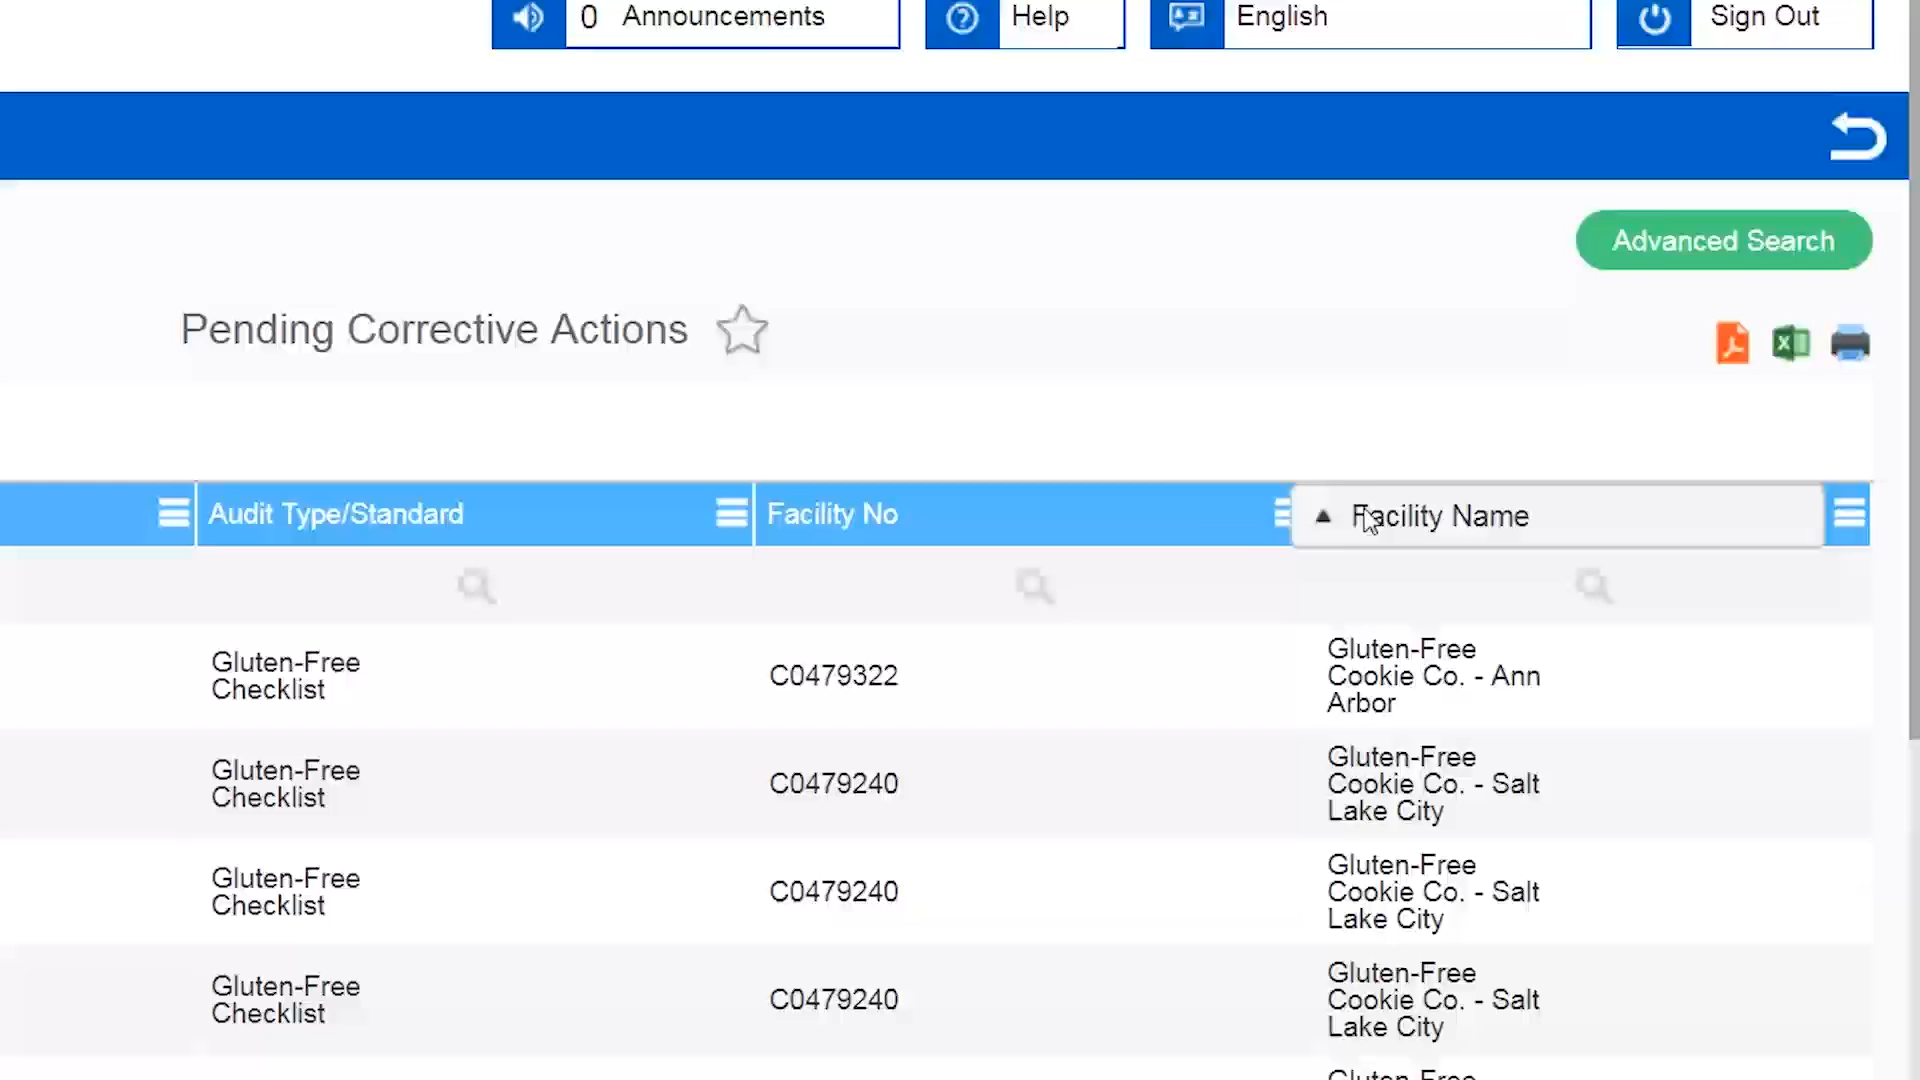 0 Announcements
Help
English
Sign Out
Advanced Search
Pending Corrective Actions
Audit Type/Standard
Facility No
Facility Name
Gluten-Free
Checklist
C0479322
Gluten-Free
Cookie Co. - Ann
Arbor
Gluten-Free
Checklist
C0479240
Gluten-Free
Cookie Co. - Salt
Lake City
Gluten-Free
Checklist
C0479240
Gluten-Free
Cookie Co. - Salt
Lake City
Gluten-Free
Checklist
C0479240
Gluten-Free
Cookie Co. - Salt
Lake City
Gluten-Free